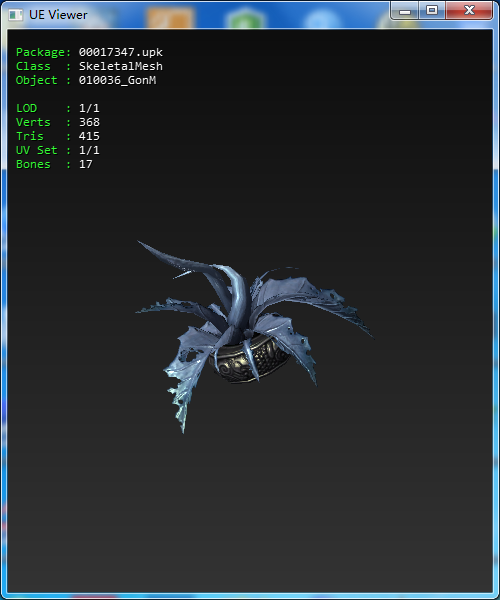 UE Viewer
Package: 00017347.upk
Class  : SkeletalMesh
Object : 010036_GonM
LOD    : 1/1
Verts  : 368
Tris   : 415
UV Set : 1/1
Bones  : 17